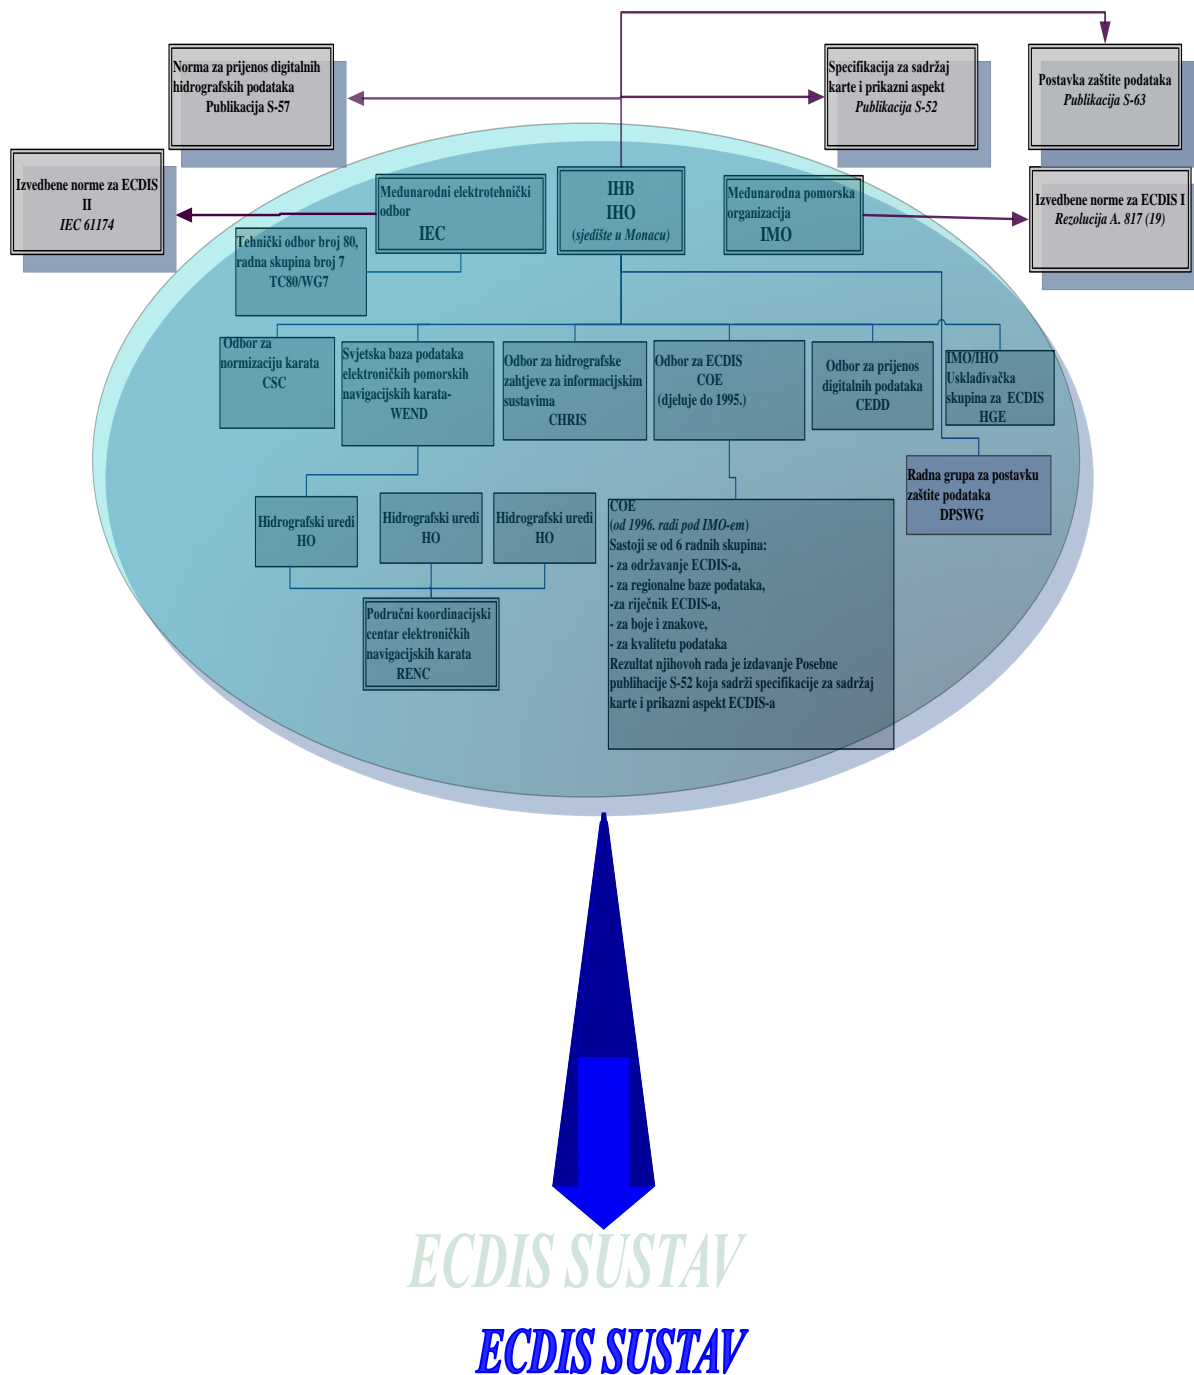 Norma za prijenos digitalnih
hidrografskih podataka
Publikacija S-57
Specifikacija za sadržaj
karte i prikazni aspekt
Publikacija S-52
Postavka zaštite podataka
Publikacija S-63
Izvedbene norme za ECDIS
II
IEC 61174
Međunarodni elektrotehnički
odbor
IEC
IHB
IHO
(sjedište u Monacu)
Međunarodna pomorska
organizacija
IMO
Izvedbene norme za ECDIS I
Rezolucija A. 817 (19)
Tehnički odbor broj 80,
radna skupina broj 7
TC80/WG7
Odbor za
normizaciju karata
CSC
Svjetska baza podataka
elektroničkih pomorskih
navigacijskih karata-
WEND
Odbor za hidrografske
zahtjeve za informacijskim
sustavima
CHRIS
Odbor za ECDIS
COE
(djeluje do 1995.)
Odbor za prijenos
digitalnih podataka
CEDD
IMO/IHO
Usklađivačka
skupina za ECDIS
HGE
Radna grupa za postavku
zaštite podataka
DPSWG
Hidrografski uredi
HO
Hidrografski uredi
HO
Hidrografski uredi
HO
Područni koordinacijski
centar elektroničkih
navigacijskih karata
RENC
COE
(od 1996. radi pod IMO-em)
Sastoji se od 6 radnih skupina:
- za održavanje ECDIS-a,
- za regionalne baze podataka,
-za riječnik ECDIS-a,
- za boje i znakove,
- za kvalitetu podataka
Rezultat njihovoh rada je izdavanje Posebne
publihacije S-52 koja sadrži specifikacije za sadržaj
karte i prikazni aspekt ECDIS-a
ECDIS SUSTAV
ECDIS SUSTAV